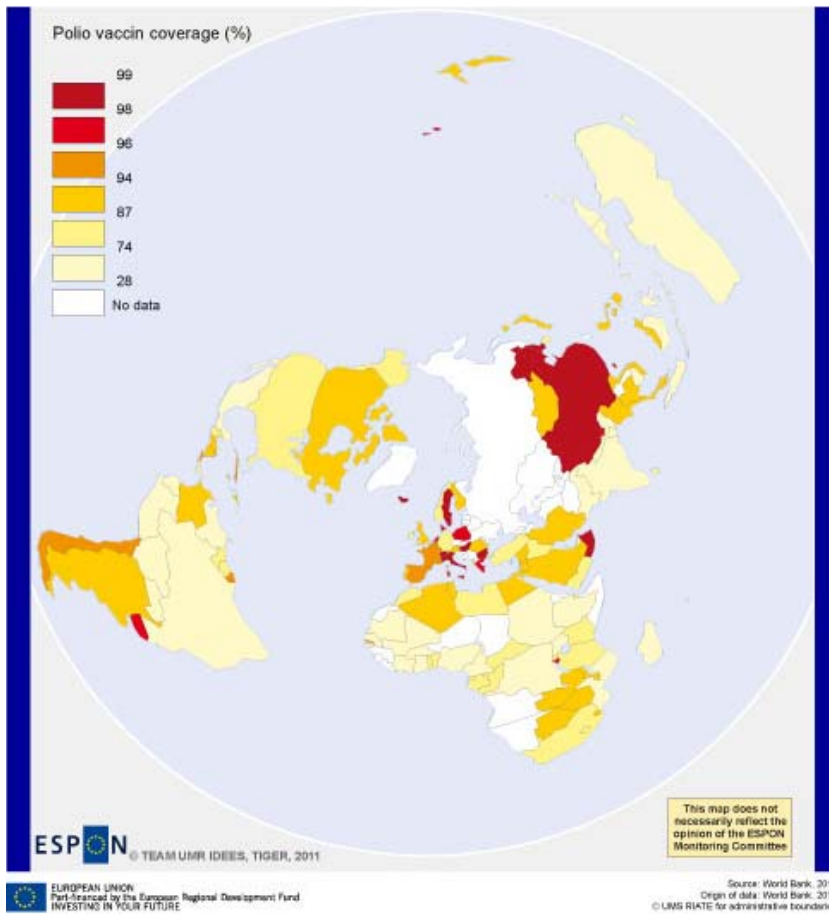 Polio vaccin coverage (%)
99
98
96
94
87
74
28
No data
This map does not
necessarily reflect the
opinion of the ESPON
Monitoring Committee
ESPON
© TEAM UMR IDEES, TIGER, 2011
EUROPEAN UNION
Part-financed by the European Regional Development Fund
INVESTING IN YOUR FUTURE
Source: World Bank,
Origin of data: World Bank,
© UMS RIATE for administrative